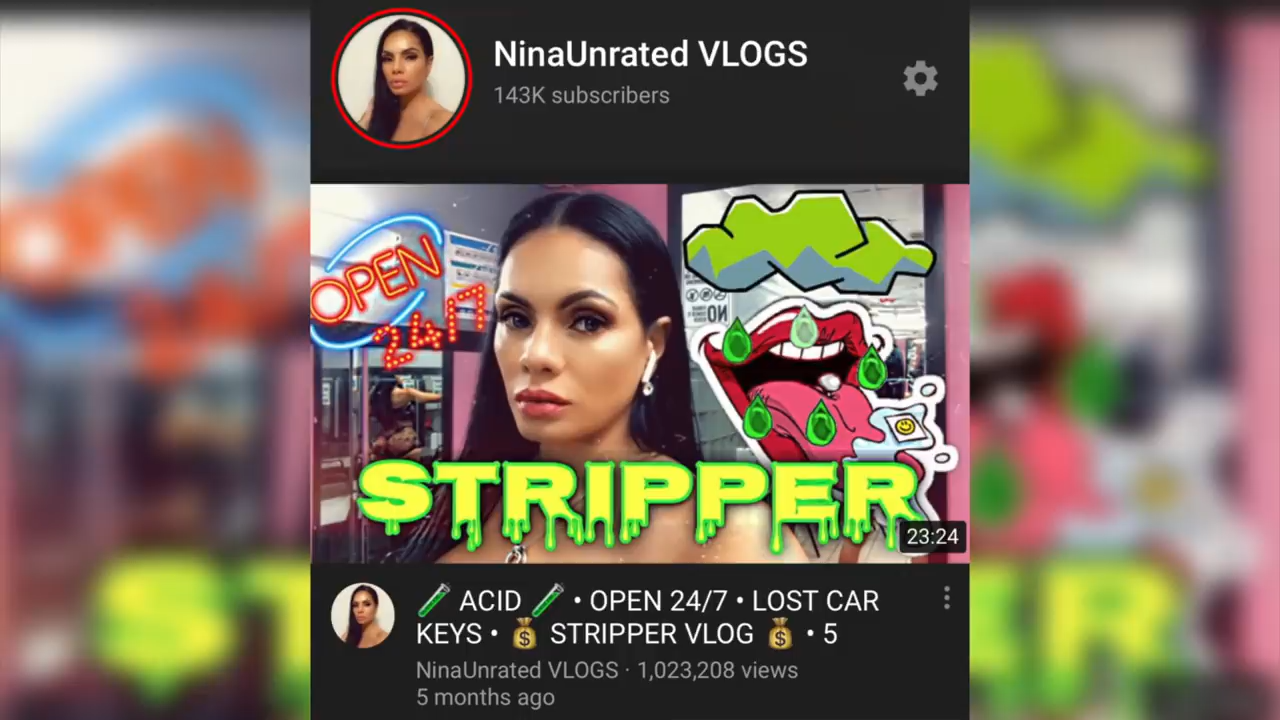 NinaUnrated VLOGS
143K subscribers
OPEN
24/7
NO
STRIPPER
23:24
ACID • OPEN 24/7 • LOST CAR
KEYS • 💰 STRIPPER VLOG 💰 • 5
NinaUnrated VLOGS · 1,023,208 views
5 months ago